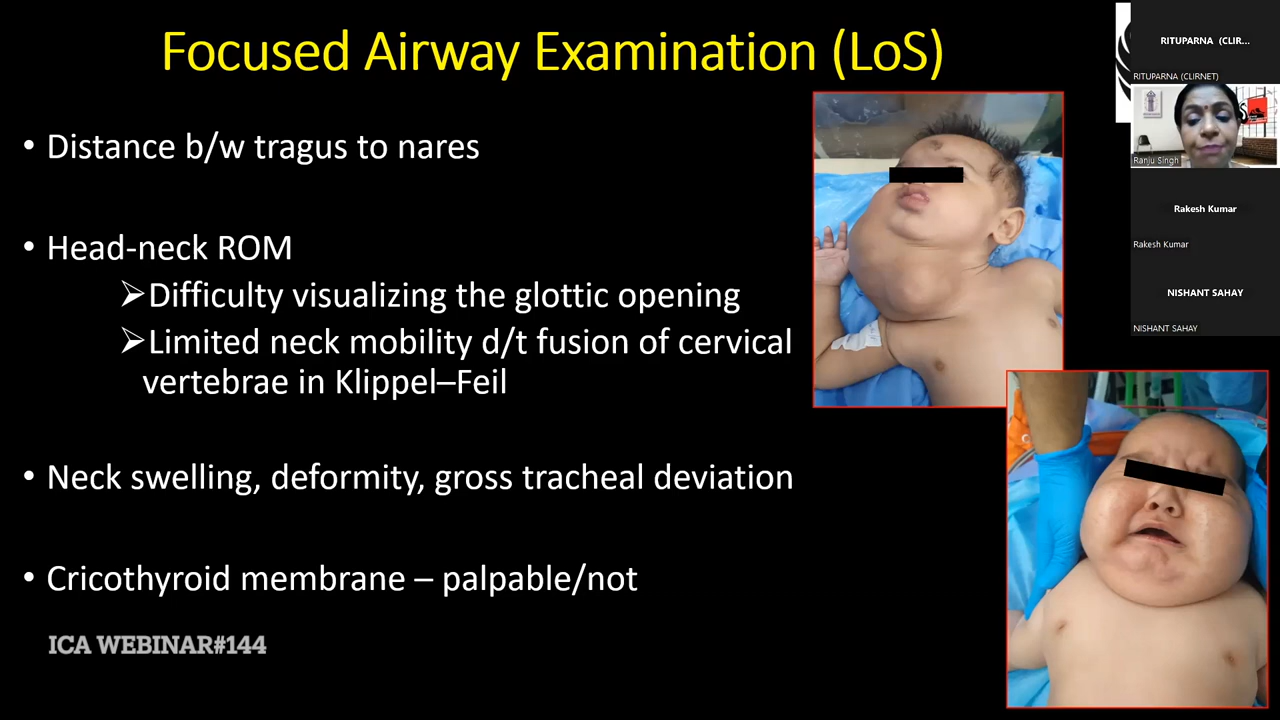 Focused Airway Examination (LoS)
• Distance b/w tragus to nares
• Head-neck ROM
➢Difficulty visualizing the glottic opening
➢Limited neck mobility d/t fusion of cervical
vertebrae in Klippel–Feil
• Neck swelling, deformity, gross tracheal deviation
• Cricothyroid membrane – palpable/not
ICA WEBINAR#144
RITUPARNA (CLIR...
RITUPARNA (CLIRNET)
Ranju Singh
Rakesh Kumar
Rakesh Kumar
NISHANT SAHAY
NISHANT SAHAY